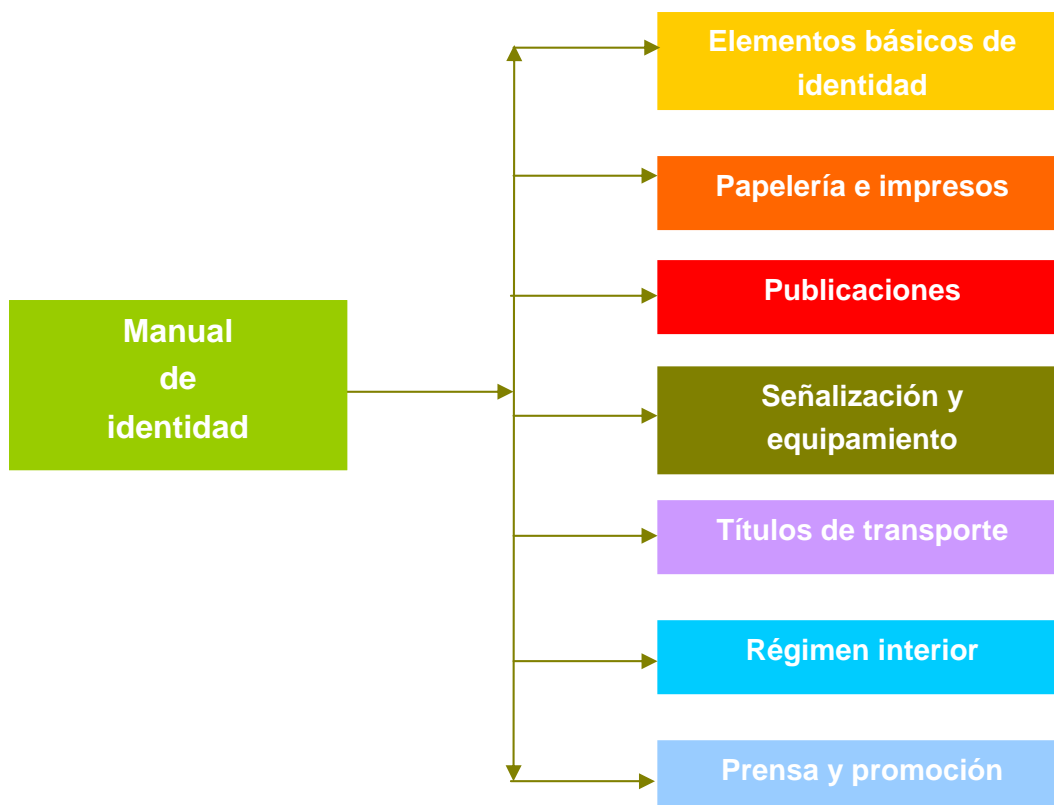 Elementos básicos de
identidad
Papelería e impresos
Publicaciones
Manual
de
identidad
Señalización y
equipamiento
Títulos de transporte
Régimen interior
Prensa y promoción